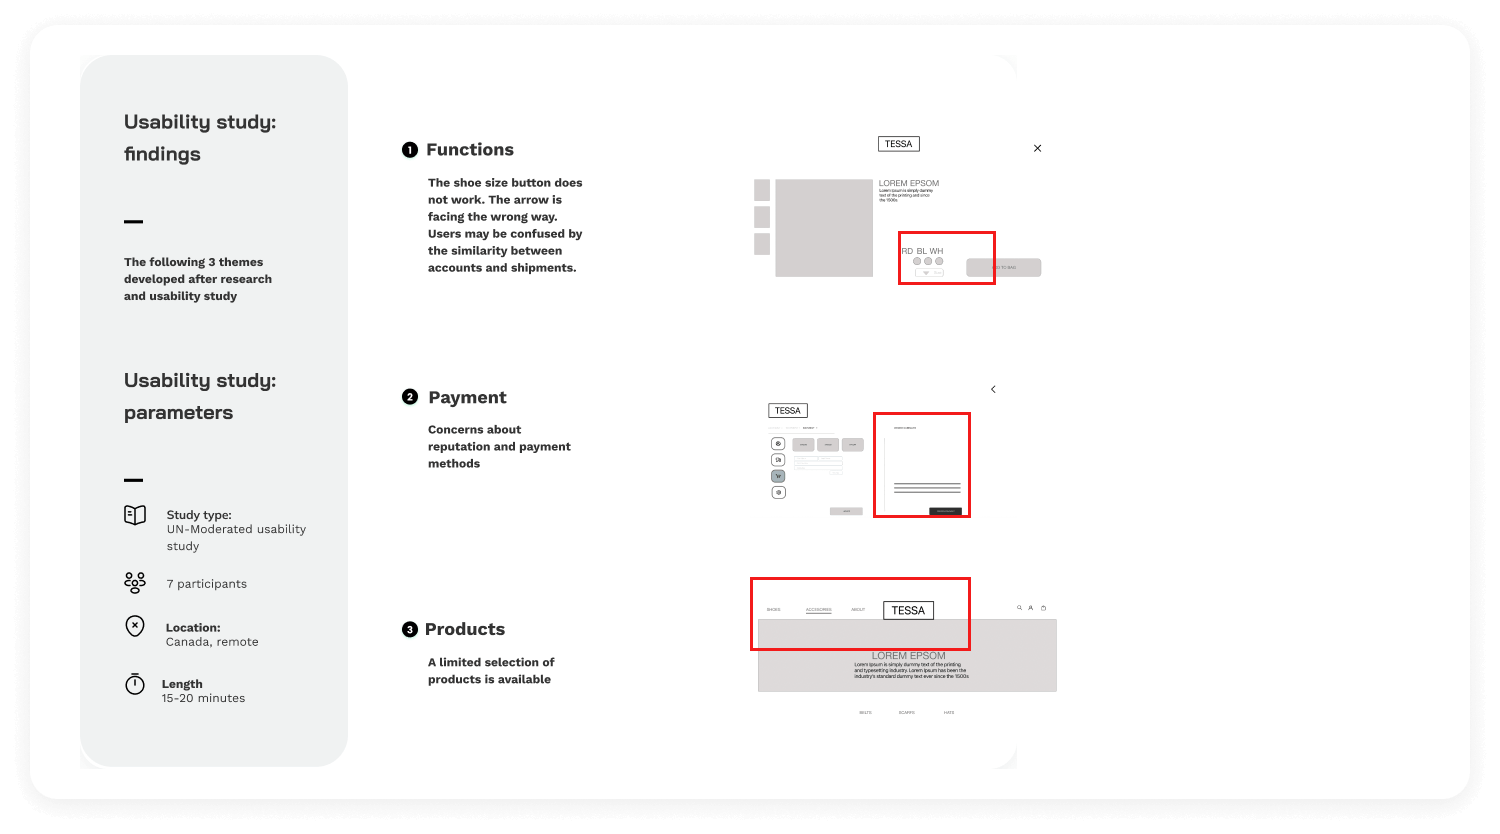 Usability study:
findings
The following 3 themes
developed after research
and usability study
Usability study:
parameters
Study type:
UN-Moderated usability
study
7 participants
Location:
Canada, remote
Length
15-20 minutes
1 Functions
The shoe size button does
not work. The arrow is
facing the wrong way.
Users may be confused by
the similarity between
accounts and shipments.
TESSA
LOREM EPSOM
Lorem Ipsum is simply dummy
text of the printing and since
the 1500s
RD BL WH
2 Payment
Concerns about
reputation and payment
methods
TESSA
3 Products
A limited selection of
products is available
SHOES ACCSORIES ABOUT TESSA
LOREM EPSOM
Lorem Ipsum is simply dummy text of the printing
and typesetting industry. Lorem Ipsum has been the
industry's standard dummy text ever since the 1500s
BELTS SCARFS HATS